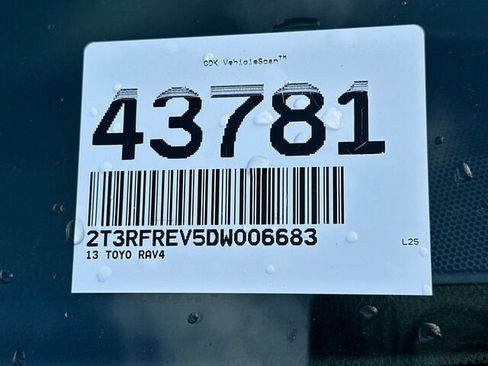 CDK VehicleScan™
43781
2T3RFREV5DW006683
13 TOYO RAV4
L25